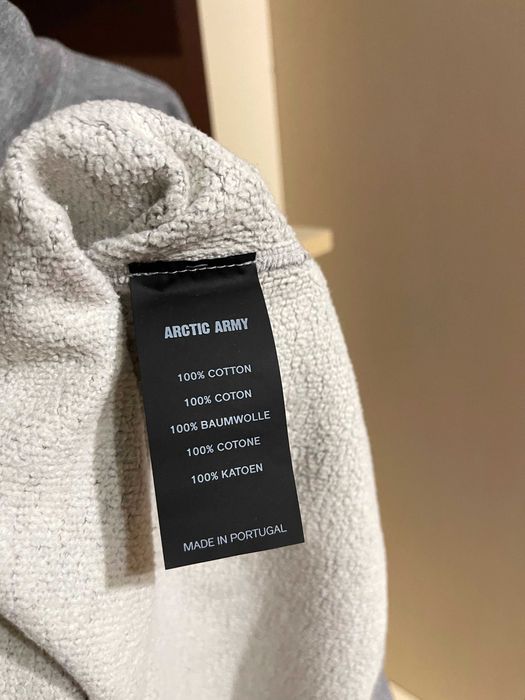 ARCTIC ARMY
100% COTTON
100% COTON
100% BAUMWOLLE
100% COTONE
100% KATOEN
MADE IN PORTUGAL